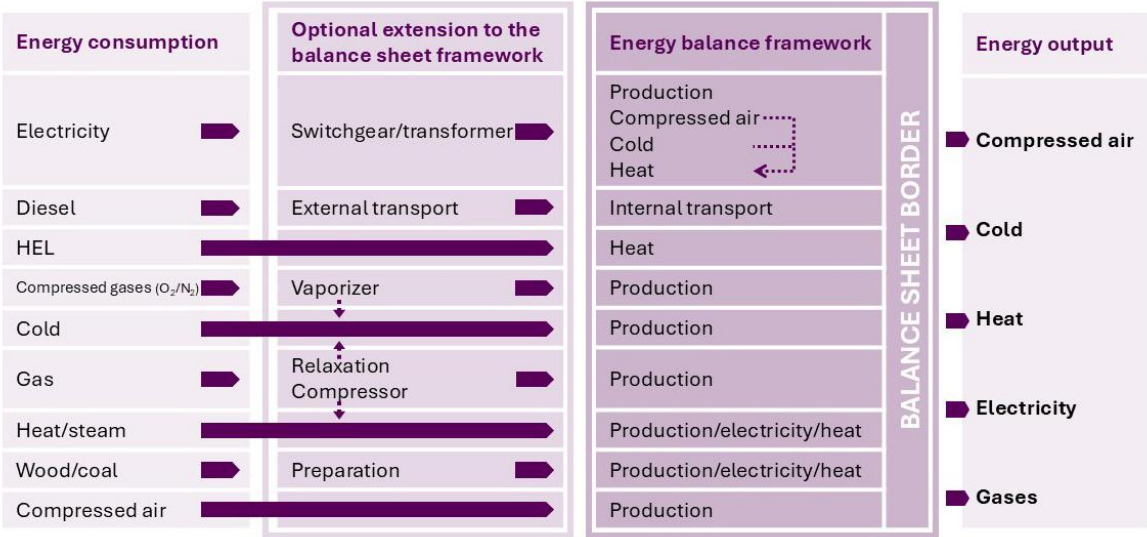 Energy consumption
Optional extension to the
balance sheet framework
Energy balance framework
Energy output
Electricity
Switchgear/transformer
Production
Compressed air
Cold
Heat
Diesel
External transport
Internal transport
HEL
Heat
Compressed gases (O₂/N₂)
Vaporizer
Production
Cold
Production
Gas
Relaxation
Compressor
Production
Heat/steam
Production/electricity/heat
Wood/coal
Preparation
Production/electricity/heat
Compressed air
Production
BALANCE SHEET BORDER
Compressed air
Cold
Heat
Electricity
Gases